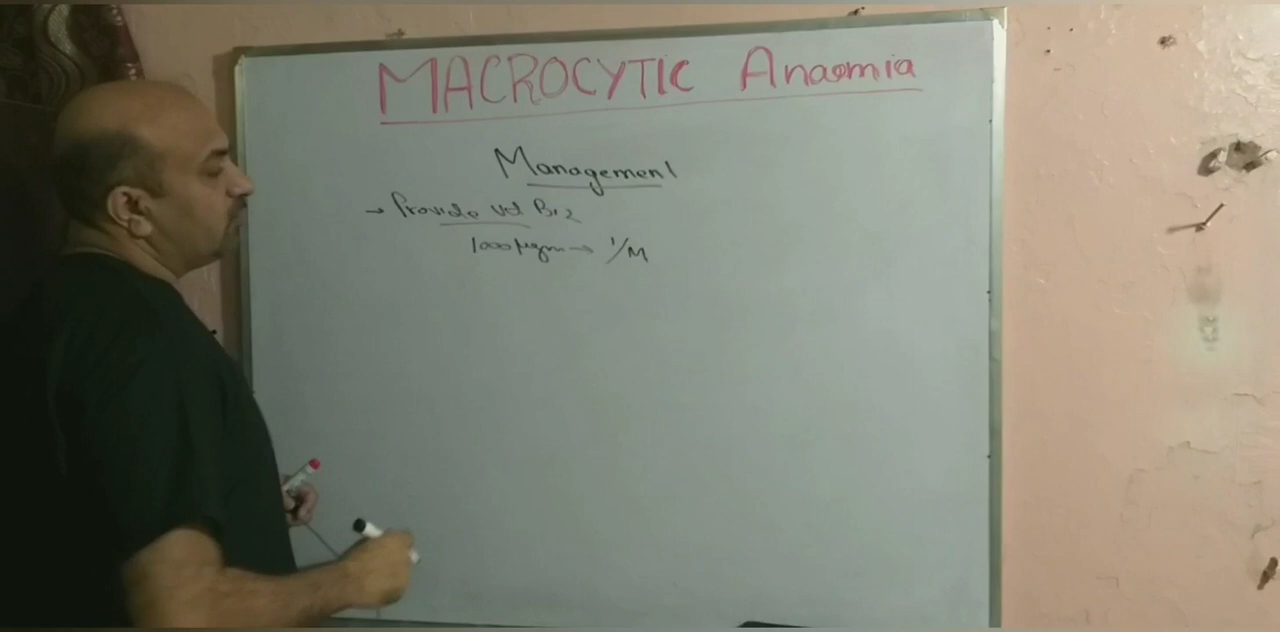 MACROCYTIC Anaemia
Management
→ Provide vit B12
1000 µgm → I/M